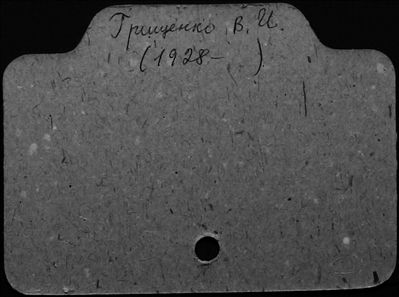 Грищенко В. И.
(1928- )